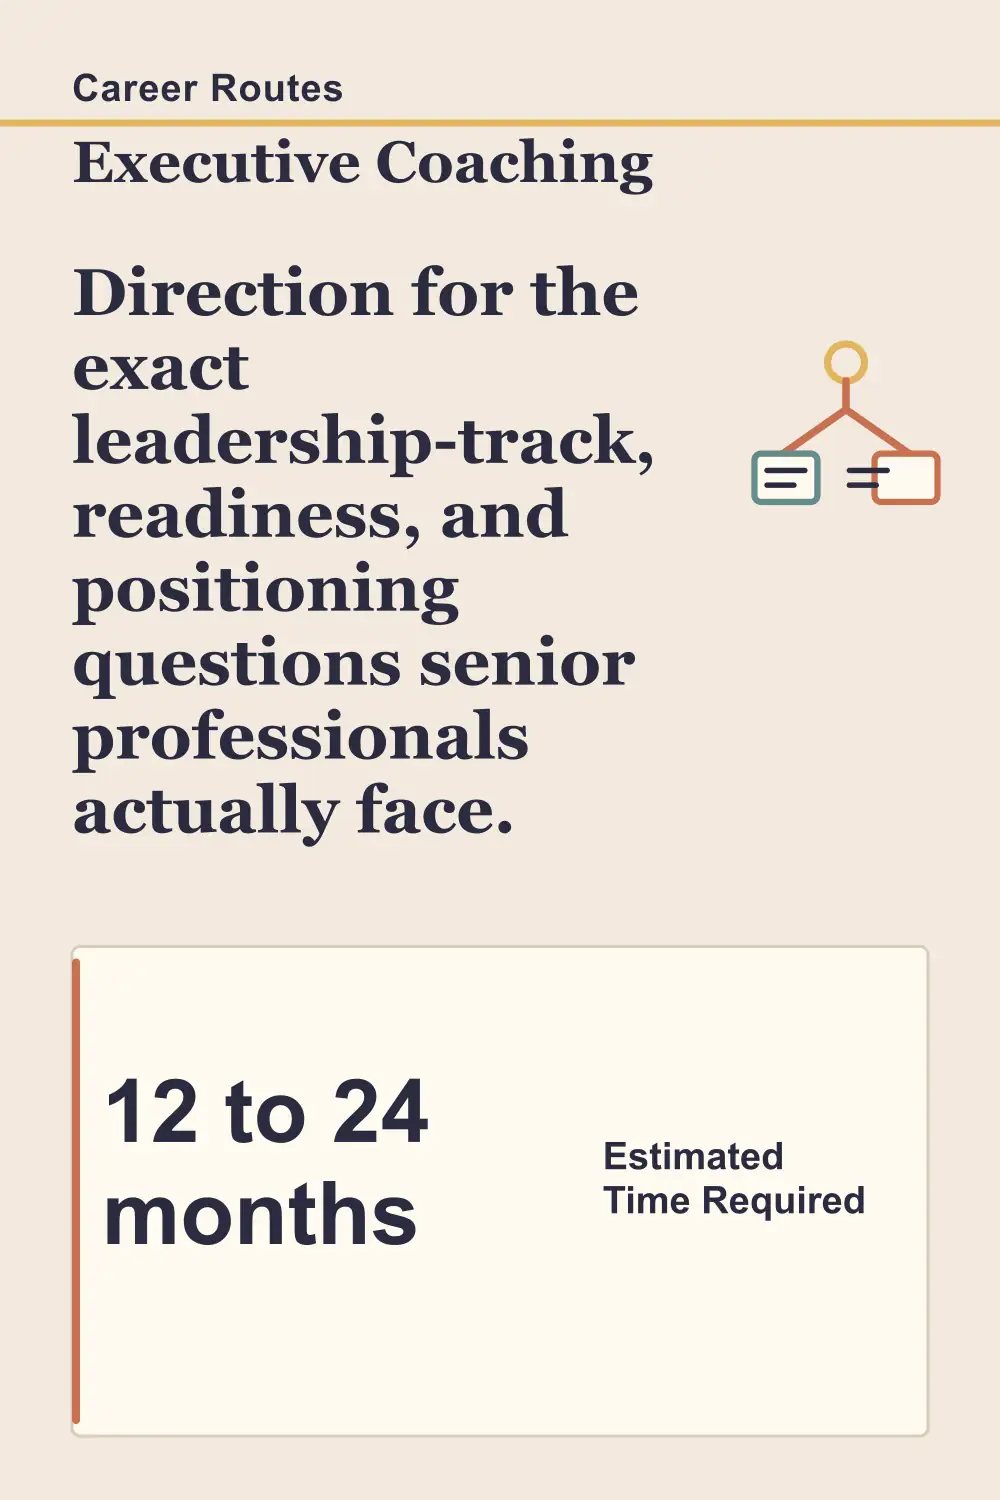 Career Routes
Executive Coaching
Direction for the
exact
leadership-track,
readiness, and
positioning
questions senior
professionals
actually face.
12 to 24
months
Estimated
Time Required